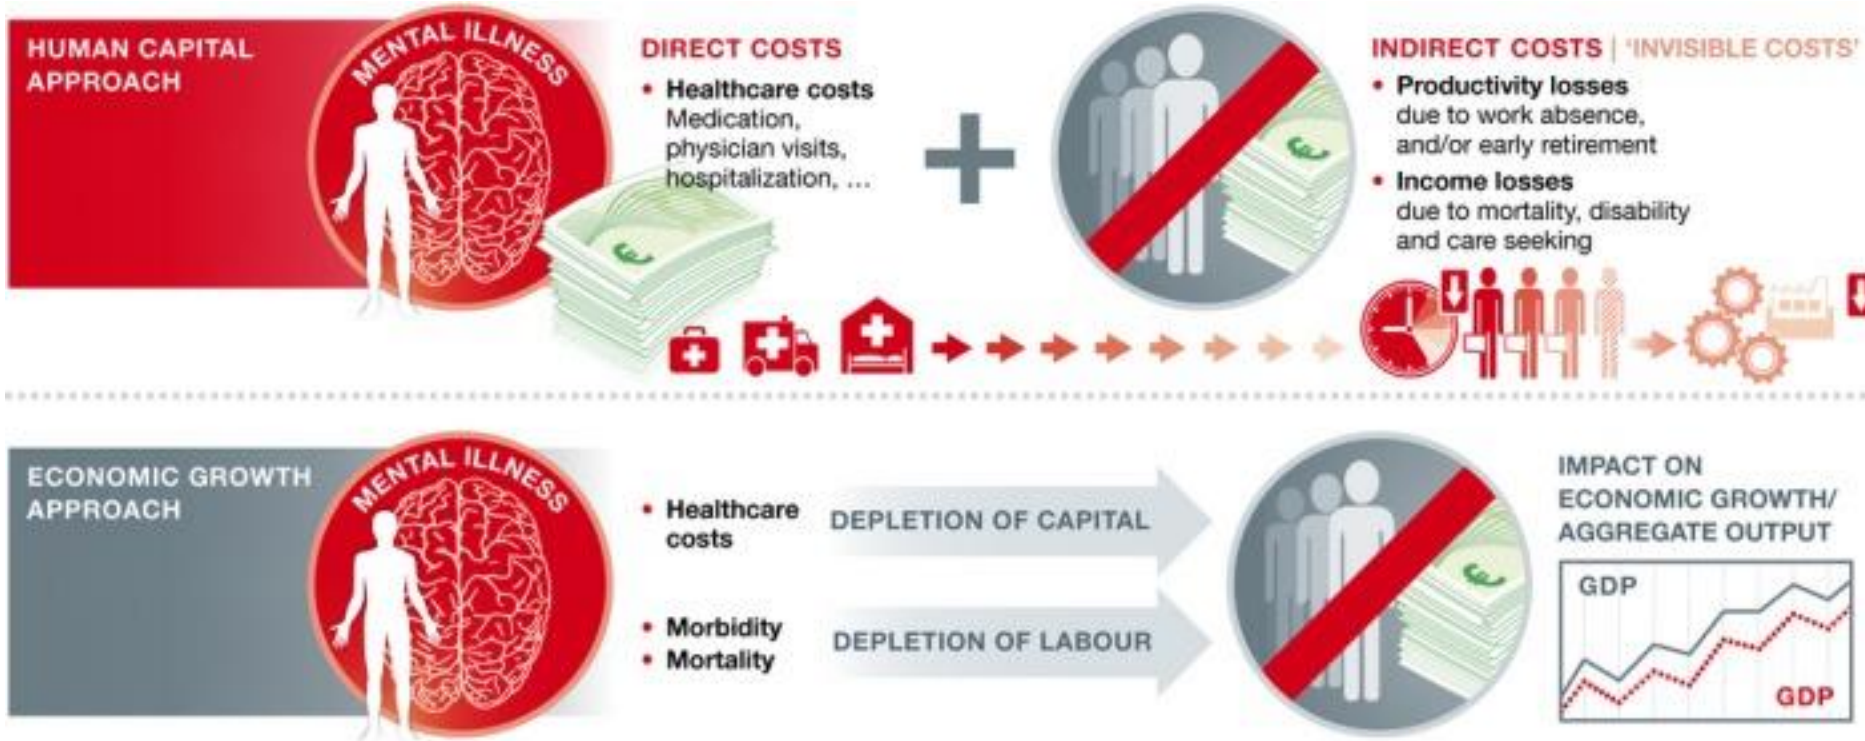 HUMAN CAPITAL
APPROACH
MENTAL ILLNESS
DIRECT COSTS
• Healthcare costs
Medication,
physician visits,
hospitalization, ...
INDIRECT COSTS | 'INVISIBLE COSTS'
• Productivity losses
due to work absence,
and/or early retirement
• Income losses
due to mortality, disability
and care seeking
ECONOMIC GROWTH
APPROACH
MENTAL ILLNESS
• Healthcare
costs
DEPLETION OF CAPITAL
• Morbidity
• Mortality
DEPLETION OF LABOUR
IMPACT ON
ECONOMIC GROWTH/
AGGREGATE OUTPUT
GDP
GDP